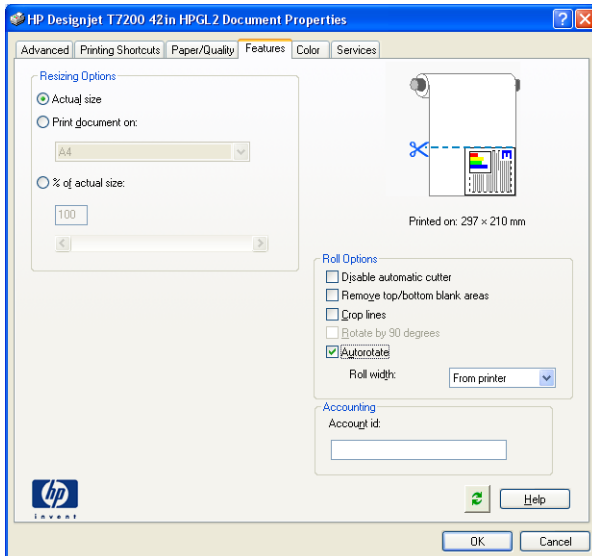 HP Designjet T7200 42in HPGL2 Document Properties
Advanced Printing Shortcuts Paper/Quality Features Color Services
Resizing Options
Actual size
Print document on:
A4
% of actual size:
100
Printed on: 297 × 210 mm
Roll Options
Disable automatic cutter
Remove top/bottom blank areas
Crop lines
Rotate by 90 degrees
Autorotate
Roll width: From printer
Accounting
Account id:
hp
invent
Help
OK Cancel